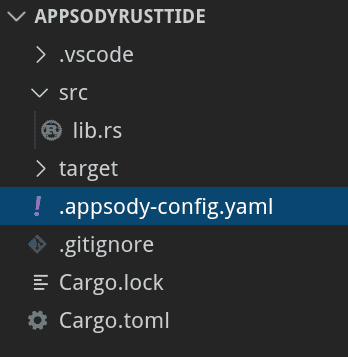 APPSODYRUSTTIDE
.vscode
src
lib.rs
target
.appsody-config.yaml
.gitignore
Cargo.lock
Cargo.toml